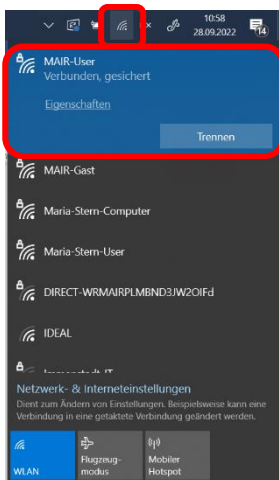 10:58
28.09.2022
14
MAIR-User
Verbunden, gesichert
Eigenschaften
Trennen
MAIR-Gast
Maria-Stern-Computer
Maria-Stern-User
DIRECT-WRMAIRPLMBND3JW2OIFd
IDEAL
Netzwerk- & Interneteinstellungen
Dient zum Ändern von Einstellungen. Beispielsweise kann eine
Verbindung in eine getaktete Verbindung geändert werden.
WLAN
Flugzeug-
modus
Mobiler
Hotspot